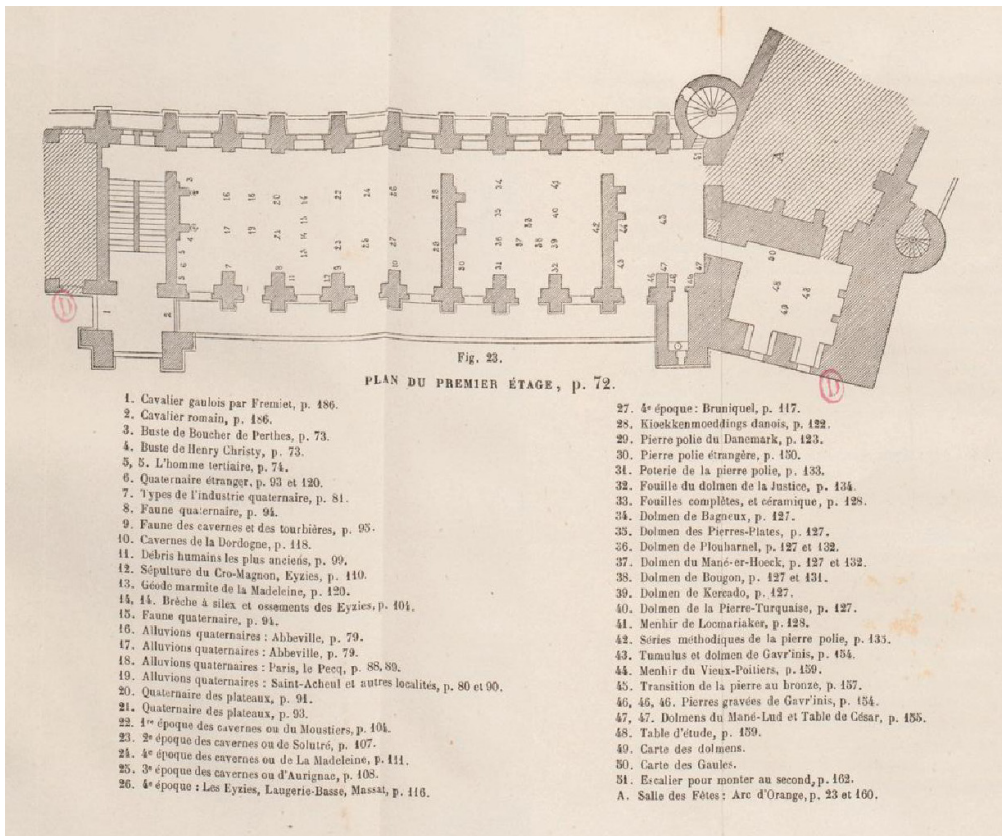 Fig. 23.
PLAN DU PREMIER ÉTAGE, p. 72.
1. Cavalier gaulois par Fremiet, p. 186.
2. Cavalier romain, p. 186.
3. Buste de Boucher de Perthes, p. 73.
4. Buste de Henry Christy, p. 73.
5, 5. L'homme tertiaire, p. 74.
6. Quaternaire étranger, p. 93 et 120.
7. Types de l'industrie quaternaire, p. 81.
8. Faune quaternaire, p. 94.
9. Faune des cavernes et des tourbières, p. 95.
10. Cavernes de la Dordogne, p. 118.
11. Débris humains les plus anciens, p. 99.
12. Sépulture du Cro-Magnon, Eyzies, p. 110.
13. Géode marmite de la Madeleine, p. 120.
14, 14. Brèche à silex et ossements des Eyzies, p. 104.
15. Faune quaternaire, p. 94.
16. Alluvions quaternaires : Abbeville, p. 79.
17. Alluvions quaternaires : Abbeville, p. 79.
18. Alluvions quaternaires : Paris, le Pecq, p. 88, 89.
19. Alluvions quaternaires : Saint-Acheul et autres localités, p. 80 et 90.
20. Quaternaire des plateaux, p. 91.
21. Quaternaire des plateaux, p. 93.
22. 1re époque des cavernes ou du Moustiers, p. 104.
23. 2e époque des cavernes ou de Solutré, p. 107.
24. 4e époque des cavernes ou de La Madeleine, p. 111.
25. 3e époque des cavernes ou d'Aurignac, p. 108.
26. 4e époque : Les Eyzies, Laugerie-Basse, Massat, p. 116.
27. 4e époque : Bruniquel, p. 117.
28. Kioekkenmoeddings danois, p. 122.
29. Pierre polie du Danemark, p. 123.
30. Pierre polie étrangère, p. 150.
31. Poterie de la pierre polie, p. 133.
32. Fouille du dolmen de la Justice, p. 134.
33. Fouilles complètes, et céramique, p. 128.
34. Dolmen de Bagneux, p. 127.
35. Dolmen des Pierres-Plates, p. 127.
36. Dolmen de Plouharnel, p. 127 et 132.
37. Dolmen du Mané-er-Hoeck, p. 127 et 132.
38. Dolmen de Bougon, p. 127 et 131.
39. Dolmen de Kercado, p. 127.
40. Dolmen de la Pierre-Turquaise, p. 127.
41. Menhir de Locmariaker, p. 128.
42. Séries méthodiques de la pierre polie, p. 135.
43. Tumulus et dolmen de Gavr'inis, p. 154.
44. Menhir du Vieux-Poitiers, p. 159.
45. Transition de la pierre au bronze, p. 157.
46, 46, 46. Pierres gravées de Gavr'inis, p. 154.
47, 47. Dolmens du Mané-Lud et Table de César, p. 155.
48. Table d'étude, p. 159.
49. Carte des dolmens.
50. Carte des Gaules.
51. Escalier pour monter au second, p. 162.
A. Salle des Fêtes : Arc d'Orange, p. 23 et 160.